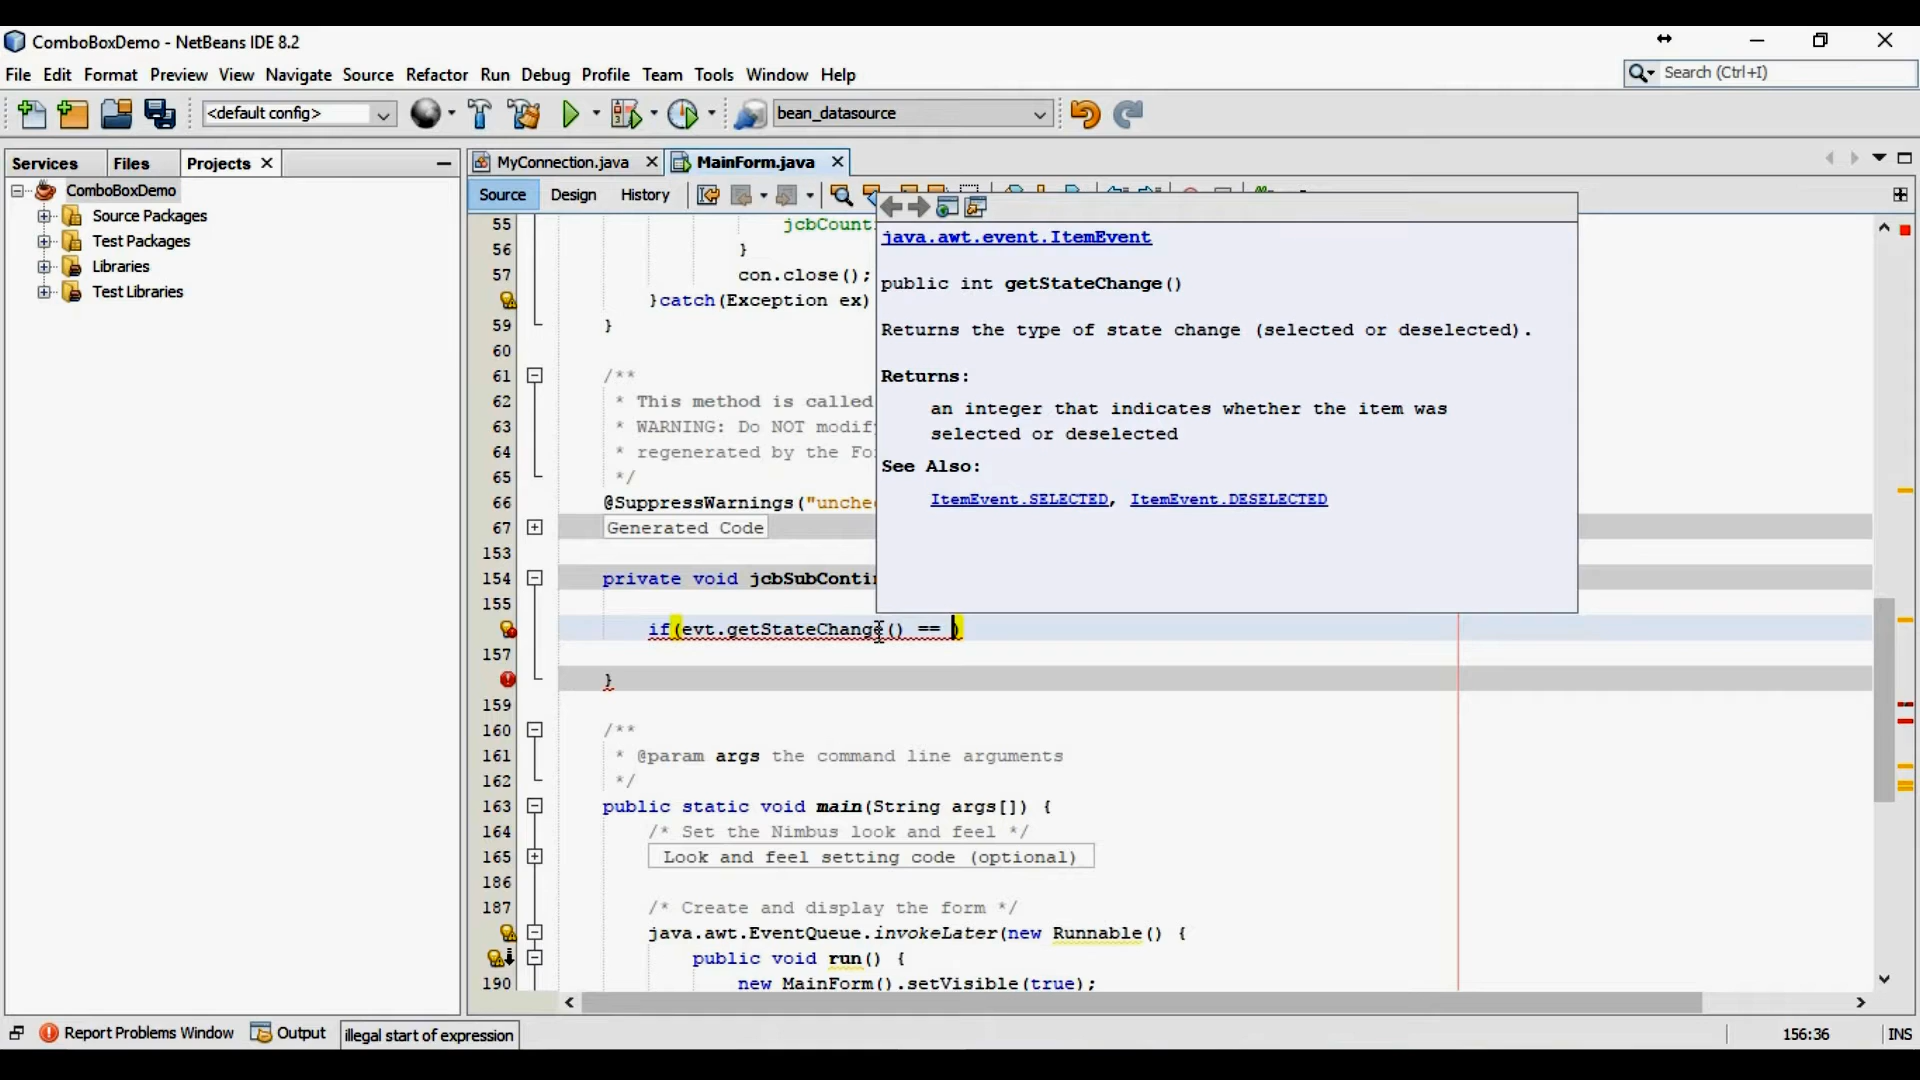 ComboBoxDemo - NetBeans IDE 8.2
File Edit Format Preview View Navigate Source Refactor Run Debug Profile Team Tools Window Help
Search (Ctrl+I)
<default config>
bean_datasource
Services Files Projects
MyConnection.java MainForm.java
ComboBoxDemo
Source Packages
Test Packages
Libraries
Test Libraries
Source Design History
java.awt.event.ItemEvent
public int getStateChange()
Returns the type of state change (selected or deselected).
Returns:
an integer that indicates whether the item was
selected or deselected
See Also:
ItemEvent.SELECTED, ItemEvent.DESELECTED
55
56 }
57 con.close();
}catch(Exception ex)
59 }
60
61 /**
62 * This method is called
63 * WARNING: Do NOT
64 * regenerated by the
65 */
66 @SuppressWarnings(
67 Generated Code
153
154 private void
155
if(evt.getStateChange() == )
157
}
159
160 /**
161 * @param args the command line arguments
162 */
163 public static void main(String args[]) {
164 /* Set the Nimbus look and feel */
165 Look and feel setting code (optional)
186
187 /* Create and display the form */
java.awt.EventQueue.invokeLater(new Runnable() {
public void run() {
190 new MainForm().setVisible(true);
Report Problems Window Output illegal start of expression
156:36 INS